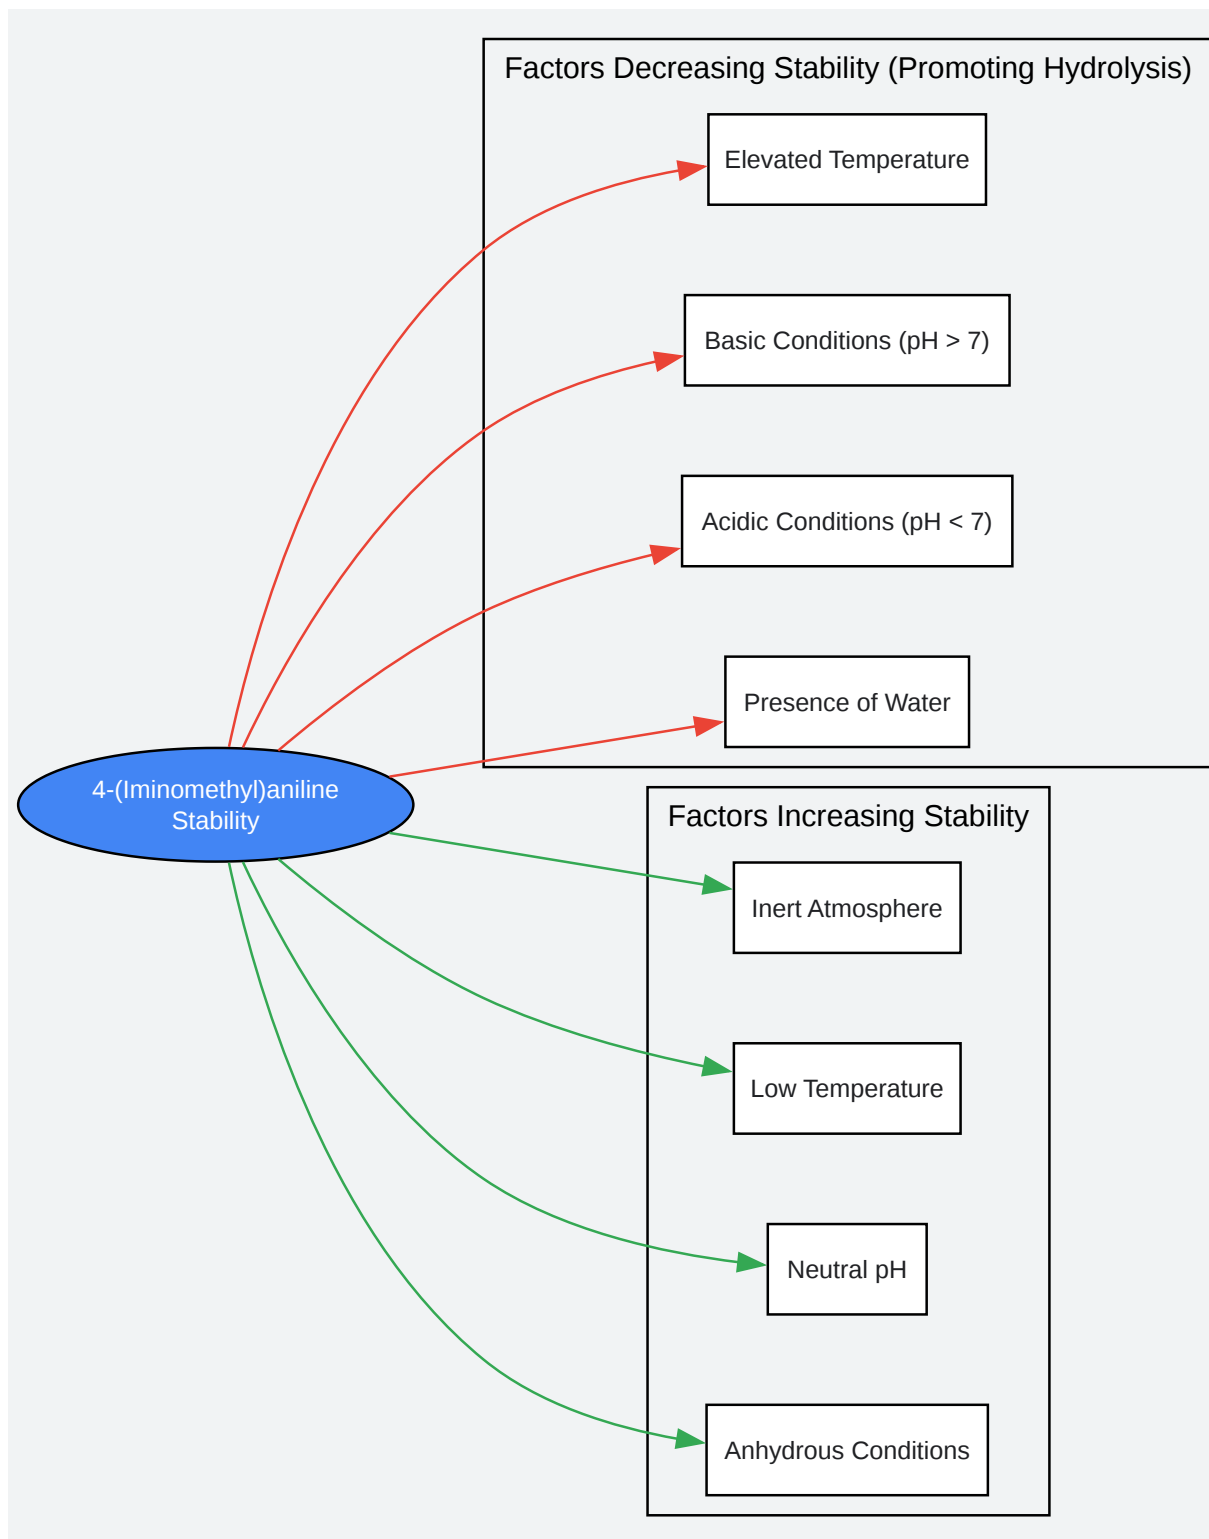 Factors Decreasing Stability (Promoting Hydrolysis)
Elevated Temperature
Basic Conditions (pH > 7)
Acidic Conditions (pH < 7)
Presence of Water
4-(Iminomethyl)aniline
Stability
Factors Increasing Stability
Inert Atmosphere
Low Temperature
Neutral pH
Anhydrous Conditions